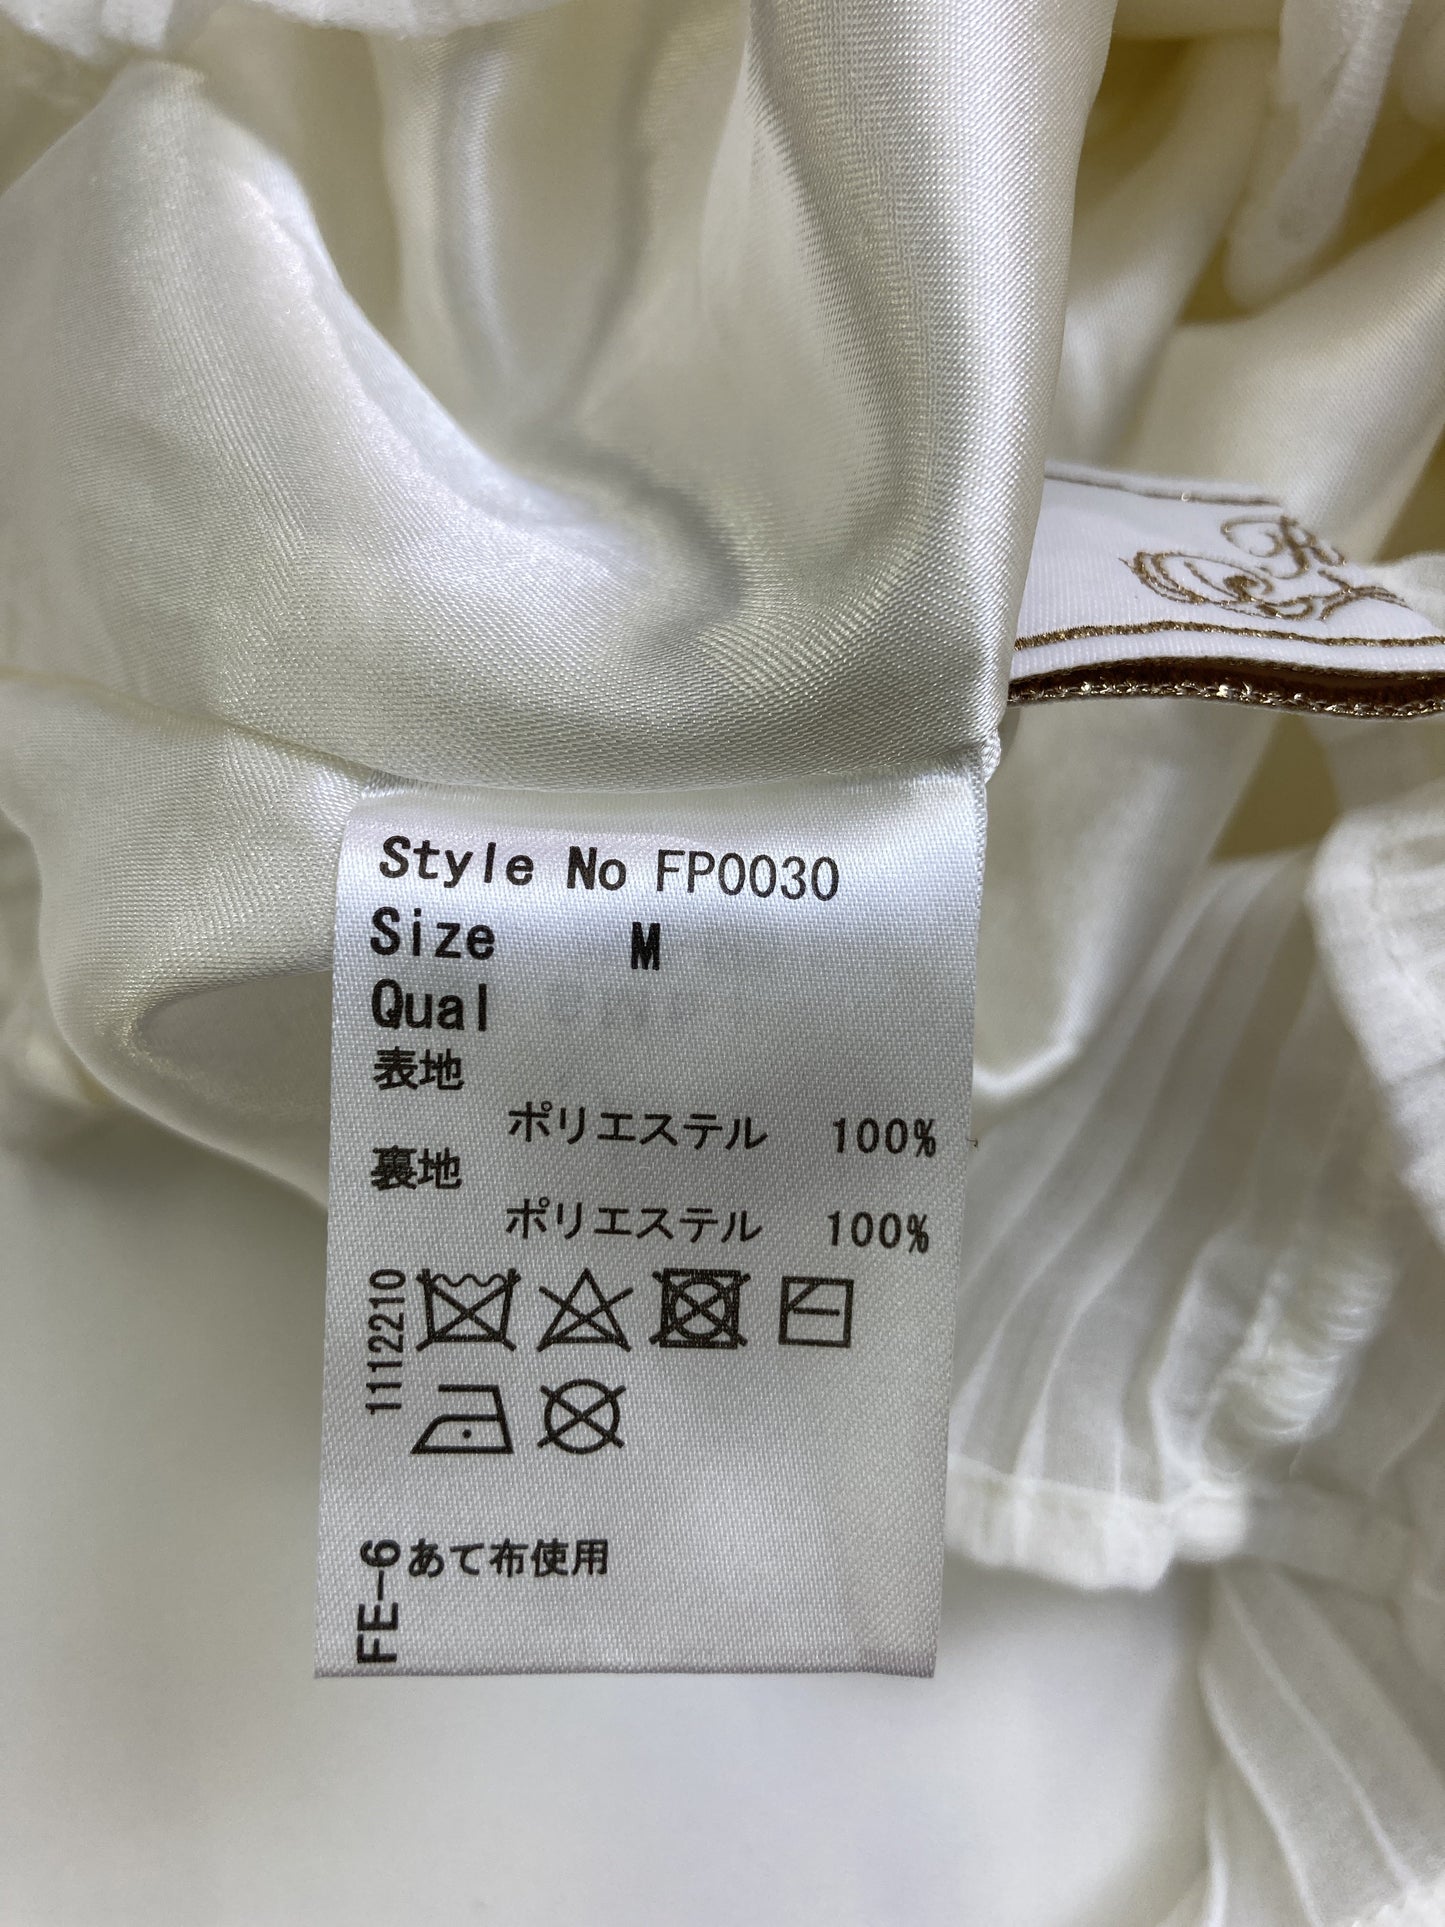 Style No FP0030
Size M
Qual
表地
ポリエステル 100%
裏地
ポリエステル 100%
1112210
あて布使用
FE-6